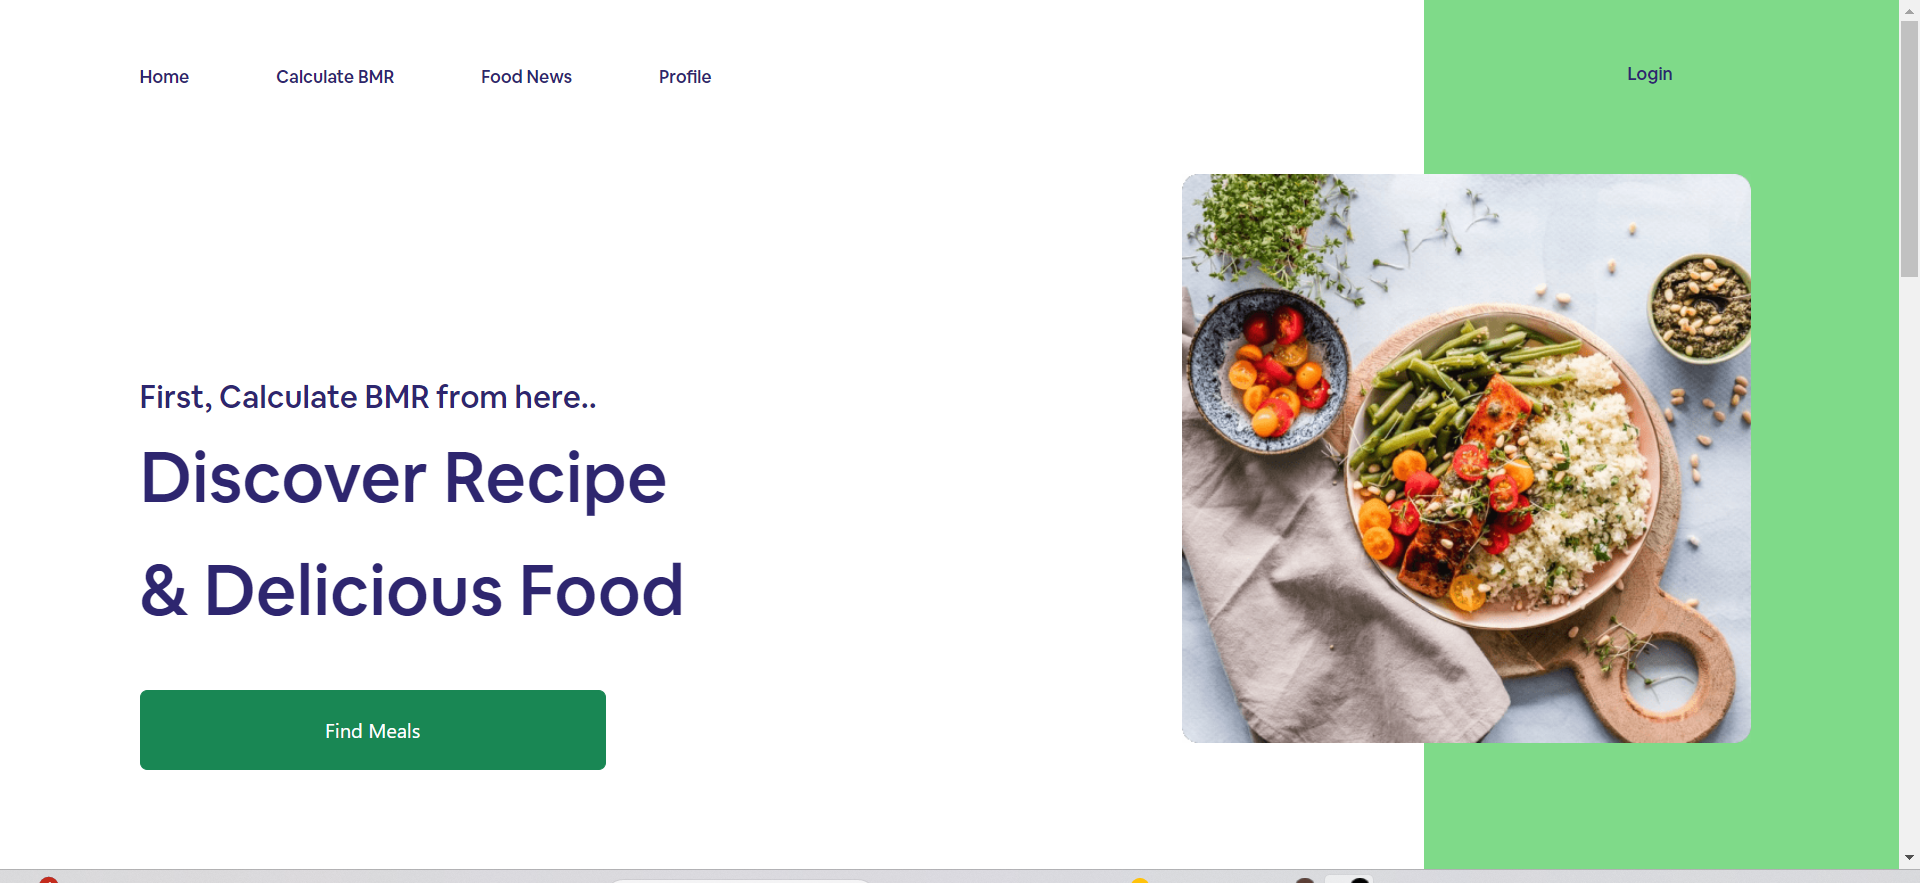 Home Calculate BMR Food News Profile Login
First, Calculate BMR from here..
Discover Recipe
& Delicious Food
Find Meals